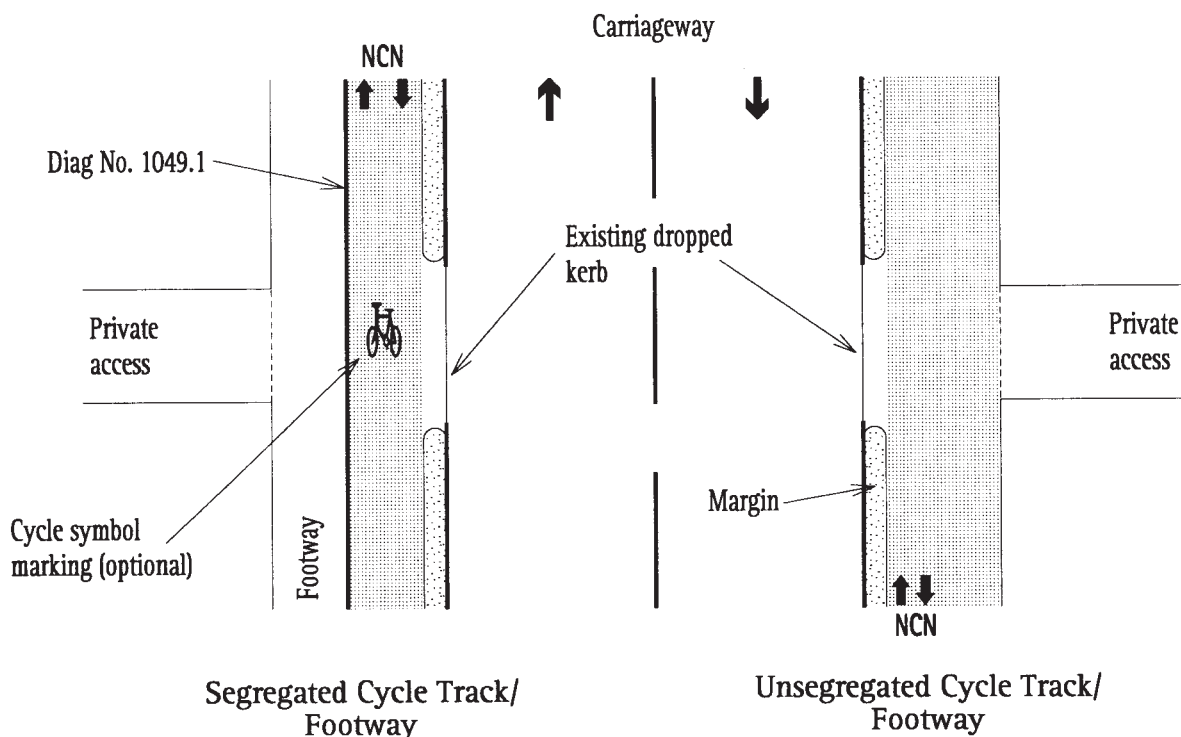 Carriageway
NCN
Diag No. 1049.1
Existing dropped
kerb
Private
access
Private
access
Margin
Cycle symbol
marking (optional)
Footway
NCN
Segregated Cycle Track/
Footway
Unsegregated Cycle Track/
Footway